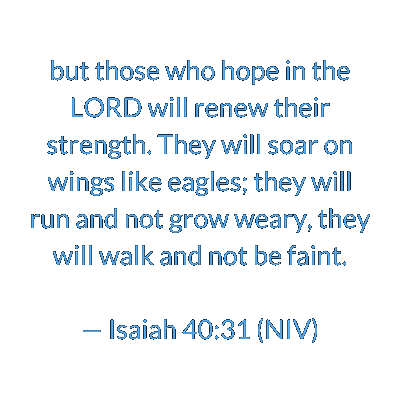 but those who hope in the
LORD will renew their
strength. They will soar on
wings like eagles; they will
run and not grow weary, they
will walk and not be faint.
— Isaiah 40:31 (NIV)